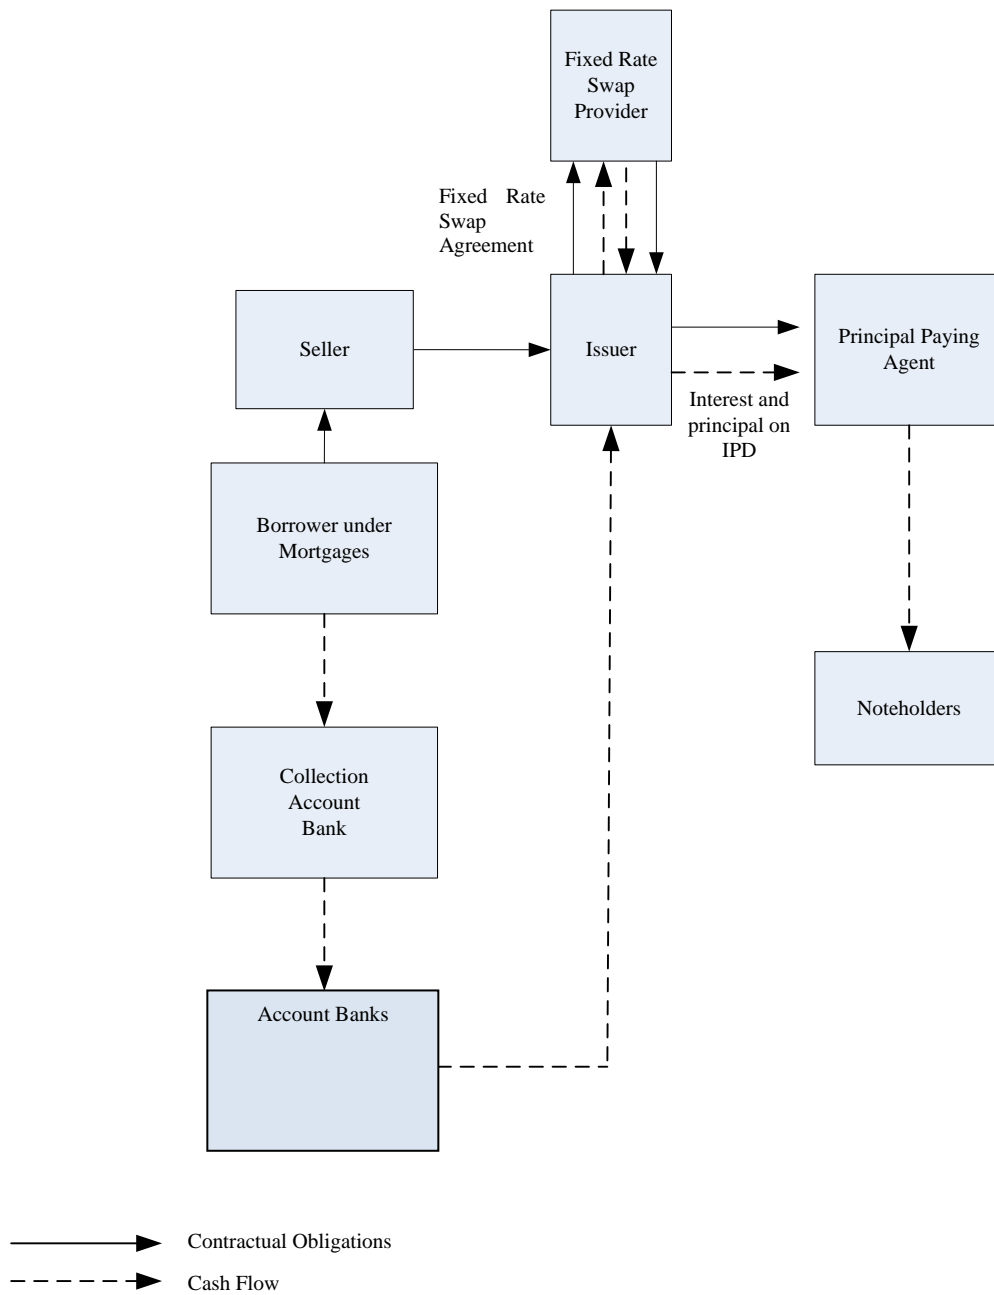 Fixed Rate
Swap
Provider
Fixed Rate
Swap
Agreement
Seller
Issuer
Principal Paying
Agent
Interest and
principal on
IPD
Borrower under
Mortgages
Noteholders
Collection
Account
Bank
Account Banks
Contractual Obligations
Cash Flow